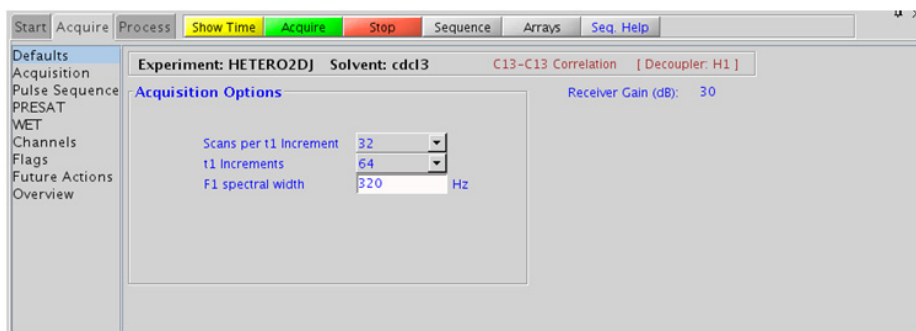 Start Acquire Process Show Time Acquire Stop Sequence Arrays Seq. Help
Defaults
Acquisition
Pulse Sequence
PRESAT
WET
Channels
Flags
Future Actions
Overview
Experiment: HETERO2DJ Solvent: cdcl3 C13-C13 Correlation [ Decoupler: H1 ]
Acquisition Options
Receiver Gain (dB): 30
Scans per t1 Increment 32
t1 Increments 64
F1 spectral width 320 Hz